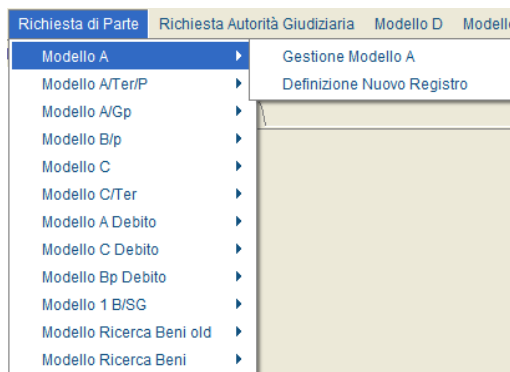 Richiesta di Parte Richiesta Autorità Giudiziaria Modello D
Modello A
Gestione Modello A
Modello A/Ter/P
Definizione Nuovo Registro
Modello A/Gp
Modello B/p
Modello C
Modello C/Ter
Modello A Debito
Modello C Debito
Modello Bp Debito
Modello 1 B/SG
Modello Ricerca Beni old
Modello Ricerca Beni